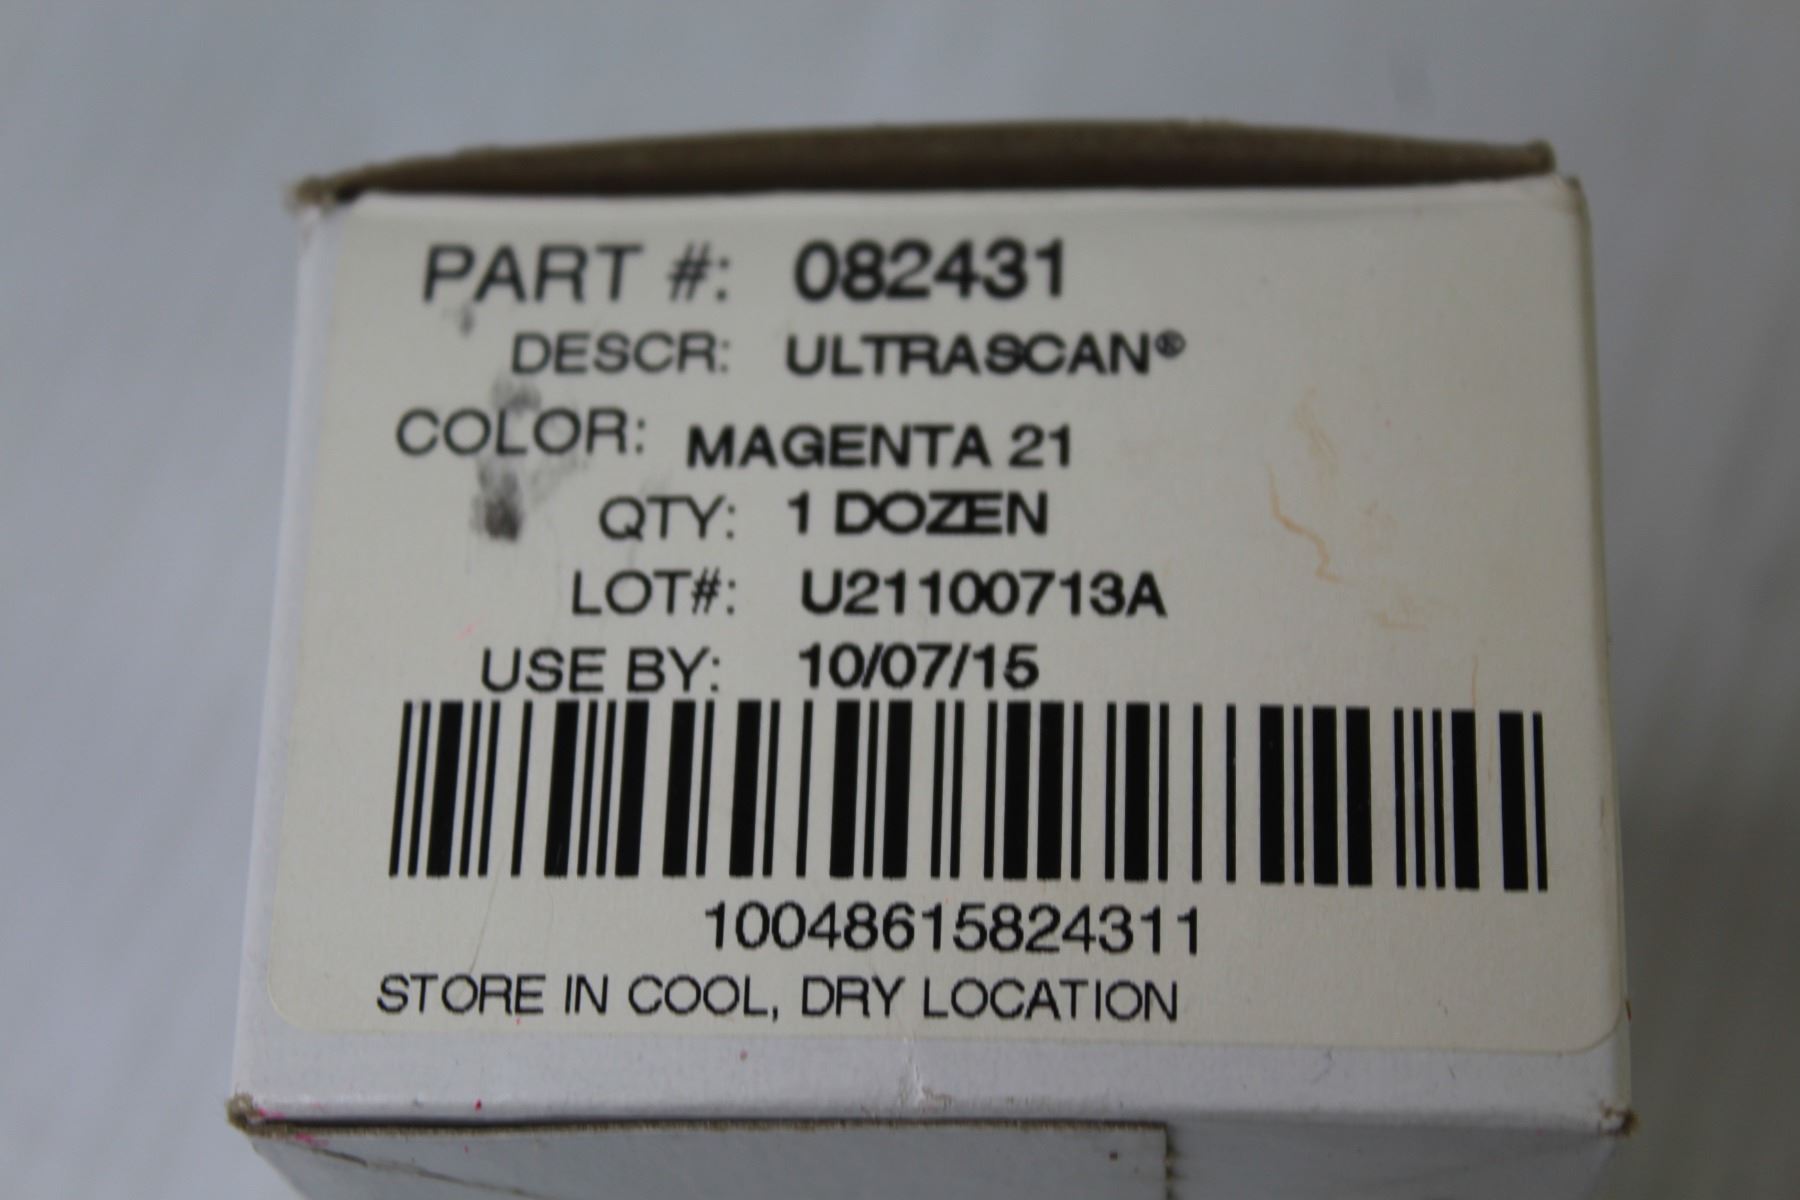 PART #: 082431
DESCR: ULTRASCAN®
COLOR: MAGENTA 21
QTY: 1 DOZEN
LOT#: U21100713A
USE BY: 10/07/15
10048615824311
STORE IN COOL, DRY LOCATION